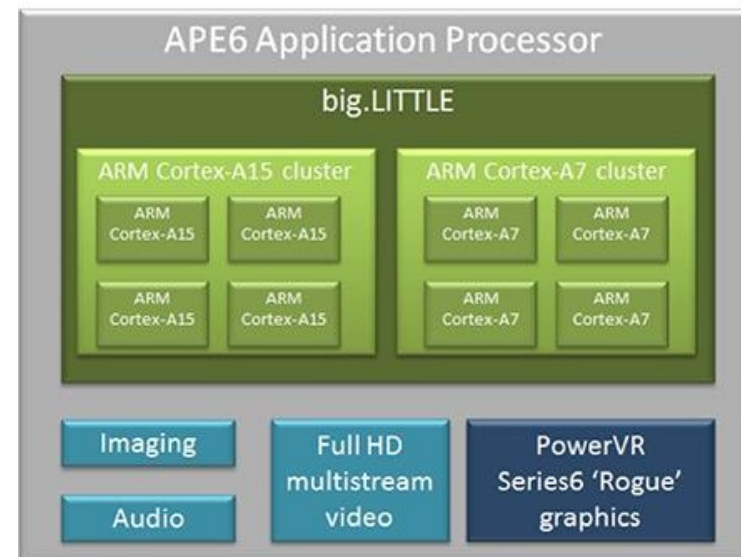 APE6 Application Processor
big.LITTLE
ARM Cortex-A15 cluster
ARM
Cortex-A15
ARM
Cortex-A15
ARM
Cortex-A15
ARM
Cortex-A15
ARM Cortex-A7 cluster
ARM
Cortex-A7
ARM
Cortex-A7
ARM
Cortex-A7
ARM
Cortex-A7
Imaging
Audio
Full HD
multistream
video
PowerVR
Series6 ‘Rogue’
graphics